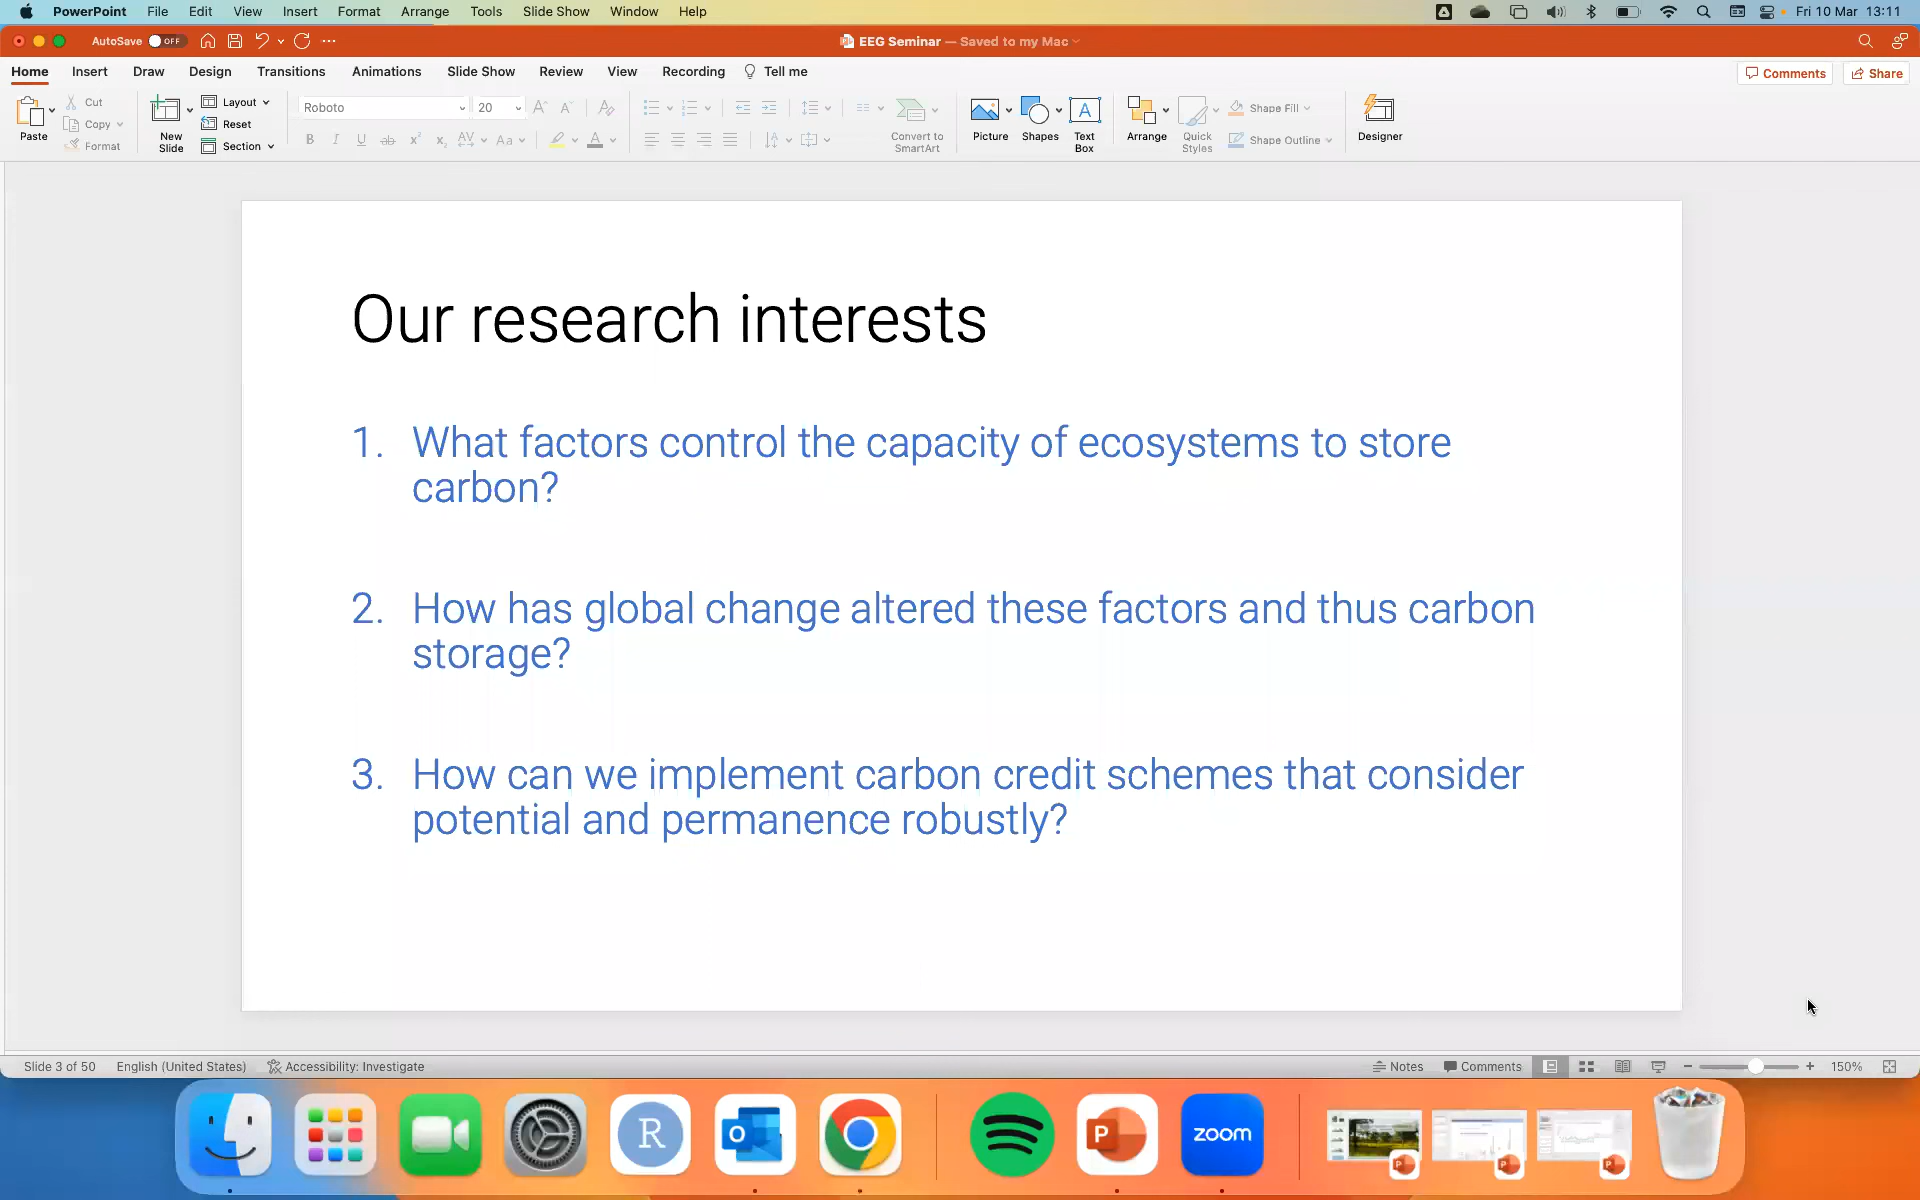 PowerPoint File Edit View Insert Format Arrange Tools Slide Show Window Help Fri 10 Mar 13:11
AutoSave OFF EEG Seminar — Saved to my Mac
Home Insert Draw Design Transitions Animations Slide Show Review View Recording Tell me Comments Share
Paste Cut Copy Format
New Slide Layout Reset Section
Roboto 20
Convert to SmartArt
Picture Shapes Text Box Arrange Quick Styles Shape Fill Shape Outline Designer
Our research interests
1. What factors control the capacity of ecosystems to store
carbon?
2. How has global change altered these factors and thus carbon
storage?
3. How can we implement carbon credit schemes that consider
potential and permanence robustly?
Slide 3 of 50 English (United States) Accessibility: Investigate Notes Comments 150%
zoom